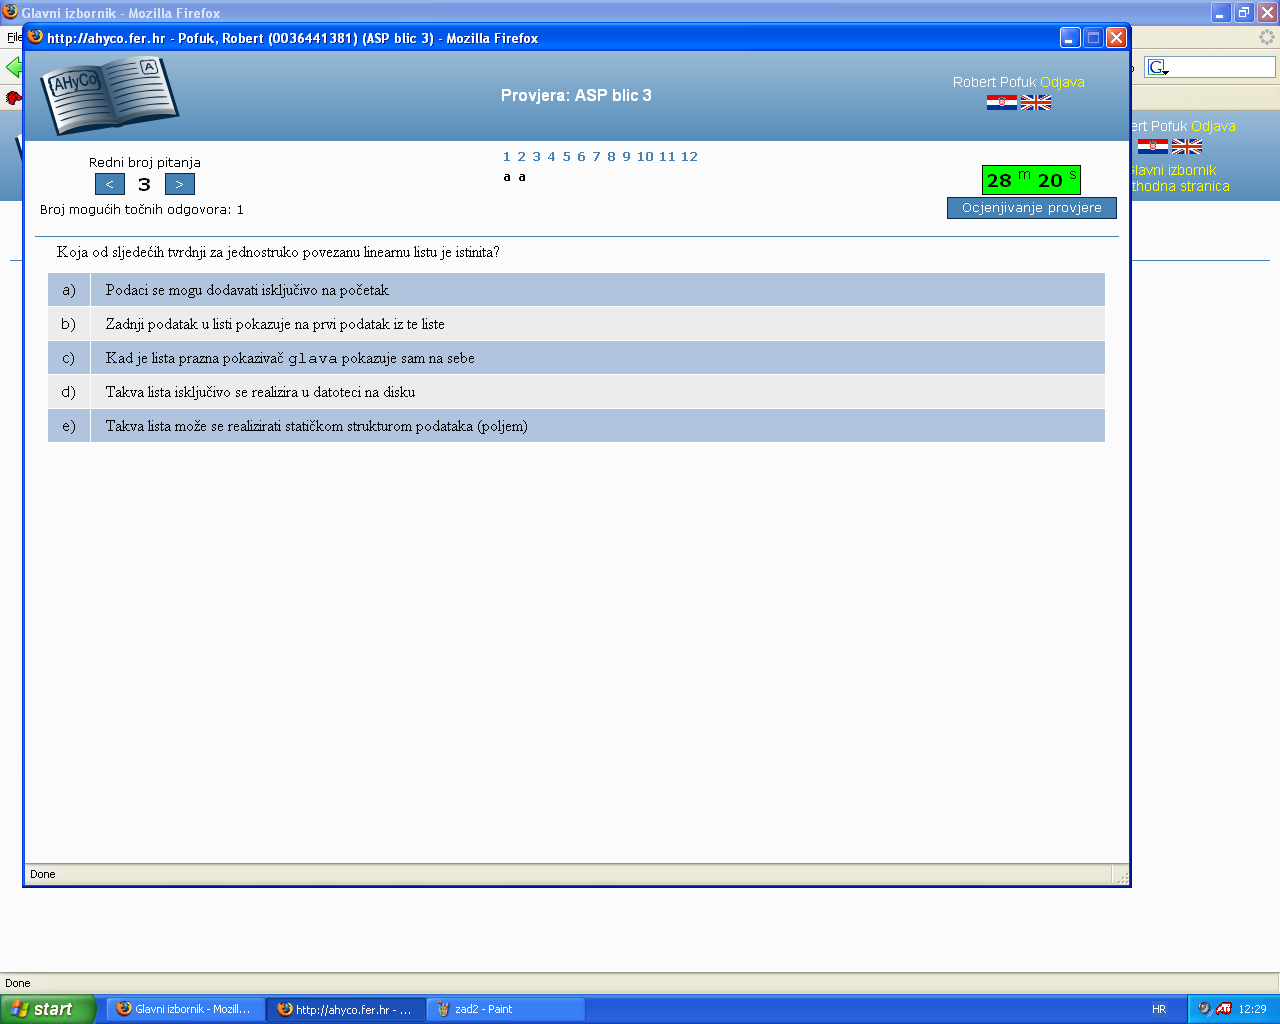 Glavni izbornik - Mozilla Firefox
http://ahyco.fer.hr - Pofuk, Robert (0036441381) (ASP blic 3) - Mozilla Firefox
File
G
AHyCo
A
Provjera: ASP blic 3
Robert Pofuk Odjava
ert Pofuk Odjava
Glavni izbornik
thodna stranica
Redni broj pitanja
< 3 >
Broj mogućih točnih odgovora: 1
1 2 3 4 5 6 7 8 9 10 11 12
a a
28 m 20 s
Ocjenjivanje provjere
Koja od sljedećih tvrdnji za jednostruko povezanu linearnu listu je istinita?
a) Podaci se mogu dodavati isključivo na početak
b) Zadnji podatak u listi pokazuje na prvi podatak iz te liste
c) Kad je lista prazna pokazivač glava pokazuje sam na sebe
d) Takva lista isključivo se realizira u datoteci na disku
e) Takva lista može se realizirati statičkom strukturom podataka (poljem)
Done
Done
start
Glavni izbornik - Mozill...
http://ahyco.fer.hr - ...
zad2 - Paint
HR
ATI
12:29